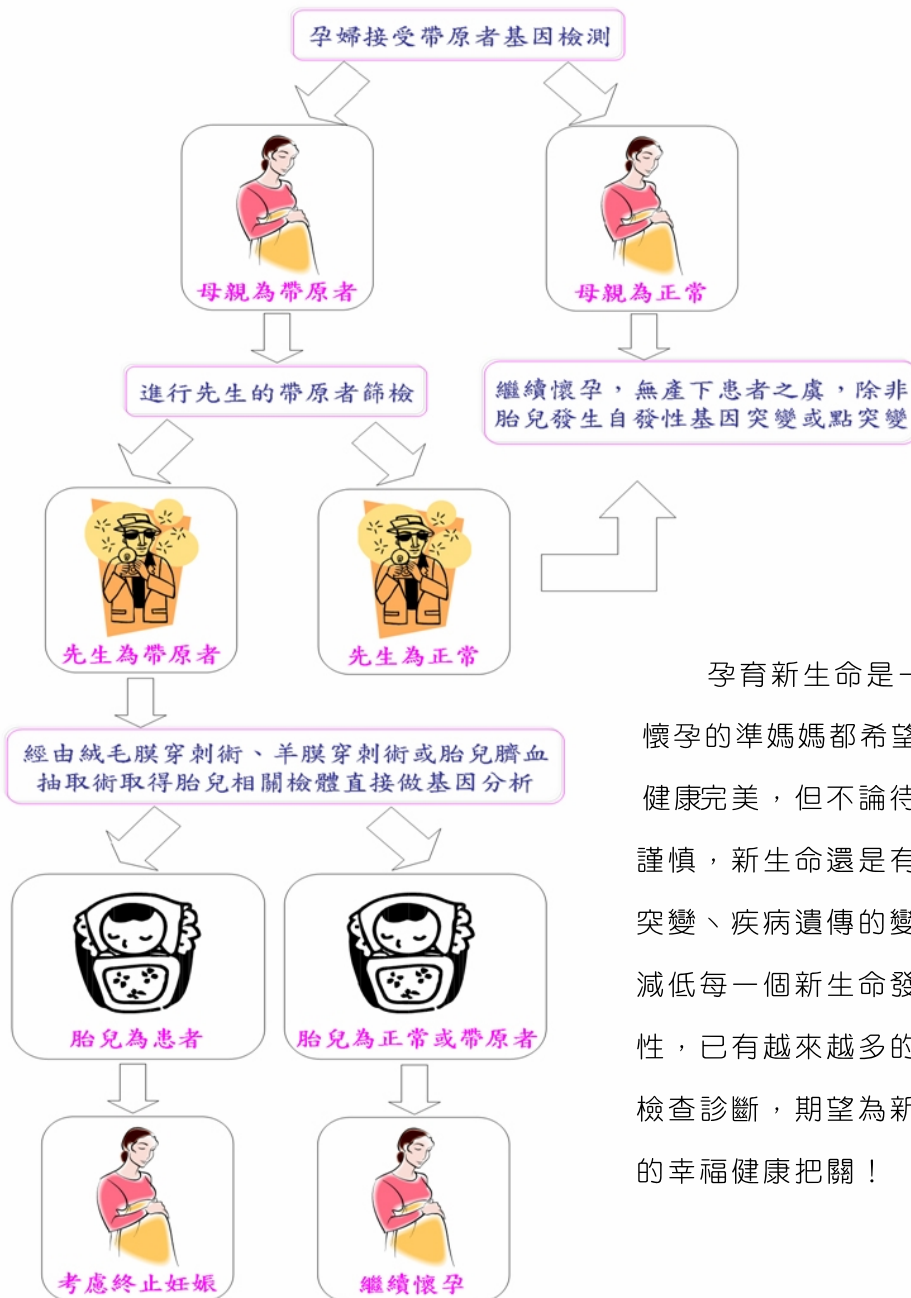 孕婦接受帶原者基因檢測
母親為帶原者
母親為正常
進行先生的帶原者篩檢
繼續懷孕，無產下患者之虞，除非
胎兒發生自發性基因突變或點突變
先生為帶原者
先生為正常
經由絨毛膜穿刺術、羊膜穿刺術或胎兒臍血
抽取術取得胎兒相關檢體直接做基因分析
胎兒為患者
胎兒為正常或帶原者
考慮終止妊娠
繼續懷孕
孕育新生命是一
懷孕的準媽媽都希望
健康完美，但不論待
謹慎，新生命還是有
突變、疾病遺傳的變
減低每一個新生命發
性，已有越來越多的
檢查診斷，期望為新
的幸福健康把關！